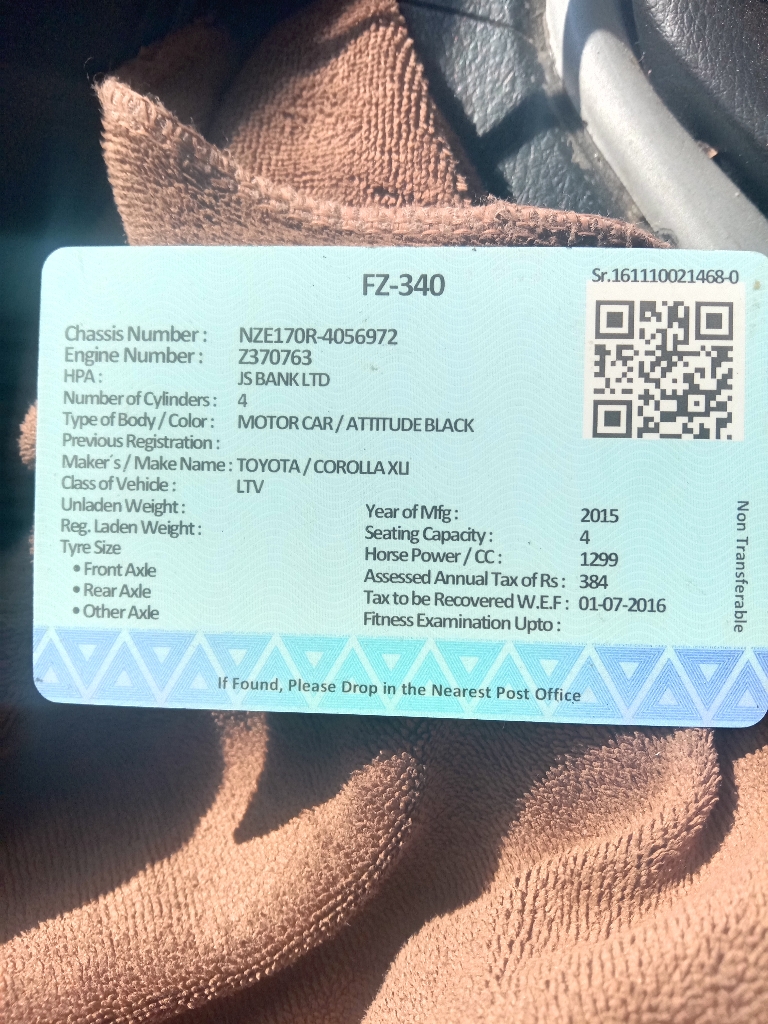 FZ-340
Sr.161110021468-0
Chassis Number : NZE170R-4056972
Engine Number : Z370763
HPA : JS BANK LTD
Number of Cylinders : 4
Type of Body / Color : MOTOR CAR / ATTITUDE BLACK
Previous Registration :
Maker´s / Make Name : TOYOTA / COROLLA XLI
Class of Vehicle : LTV
Unladen Weight :
Reg. Laden Weight :
Tyre Size
• Front Axle
• Rear Axle
• Other Axle
Year of Mfg : 2015
Seating Capacity : 4
Horse Power / CC : 1299
Assessed Annual Tax of Rs : 384
Tax to be Recovered W.E.F : 01-07-2016
Fitness Examination Upto :
Non Transferable
If Found, Please Drop in the Nearest Post Office